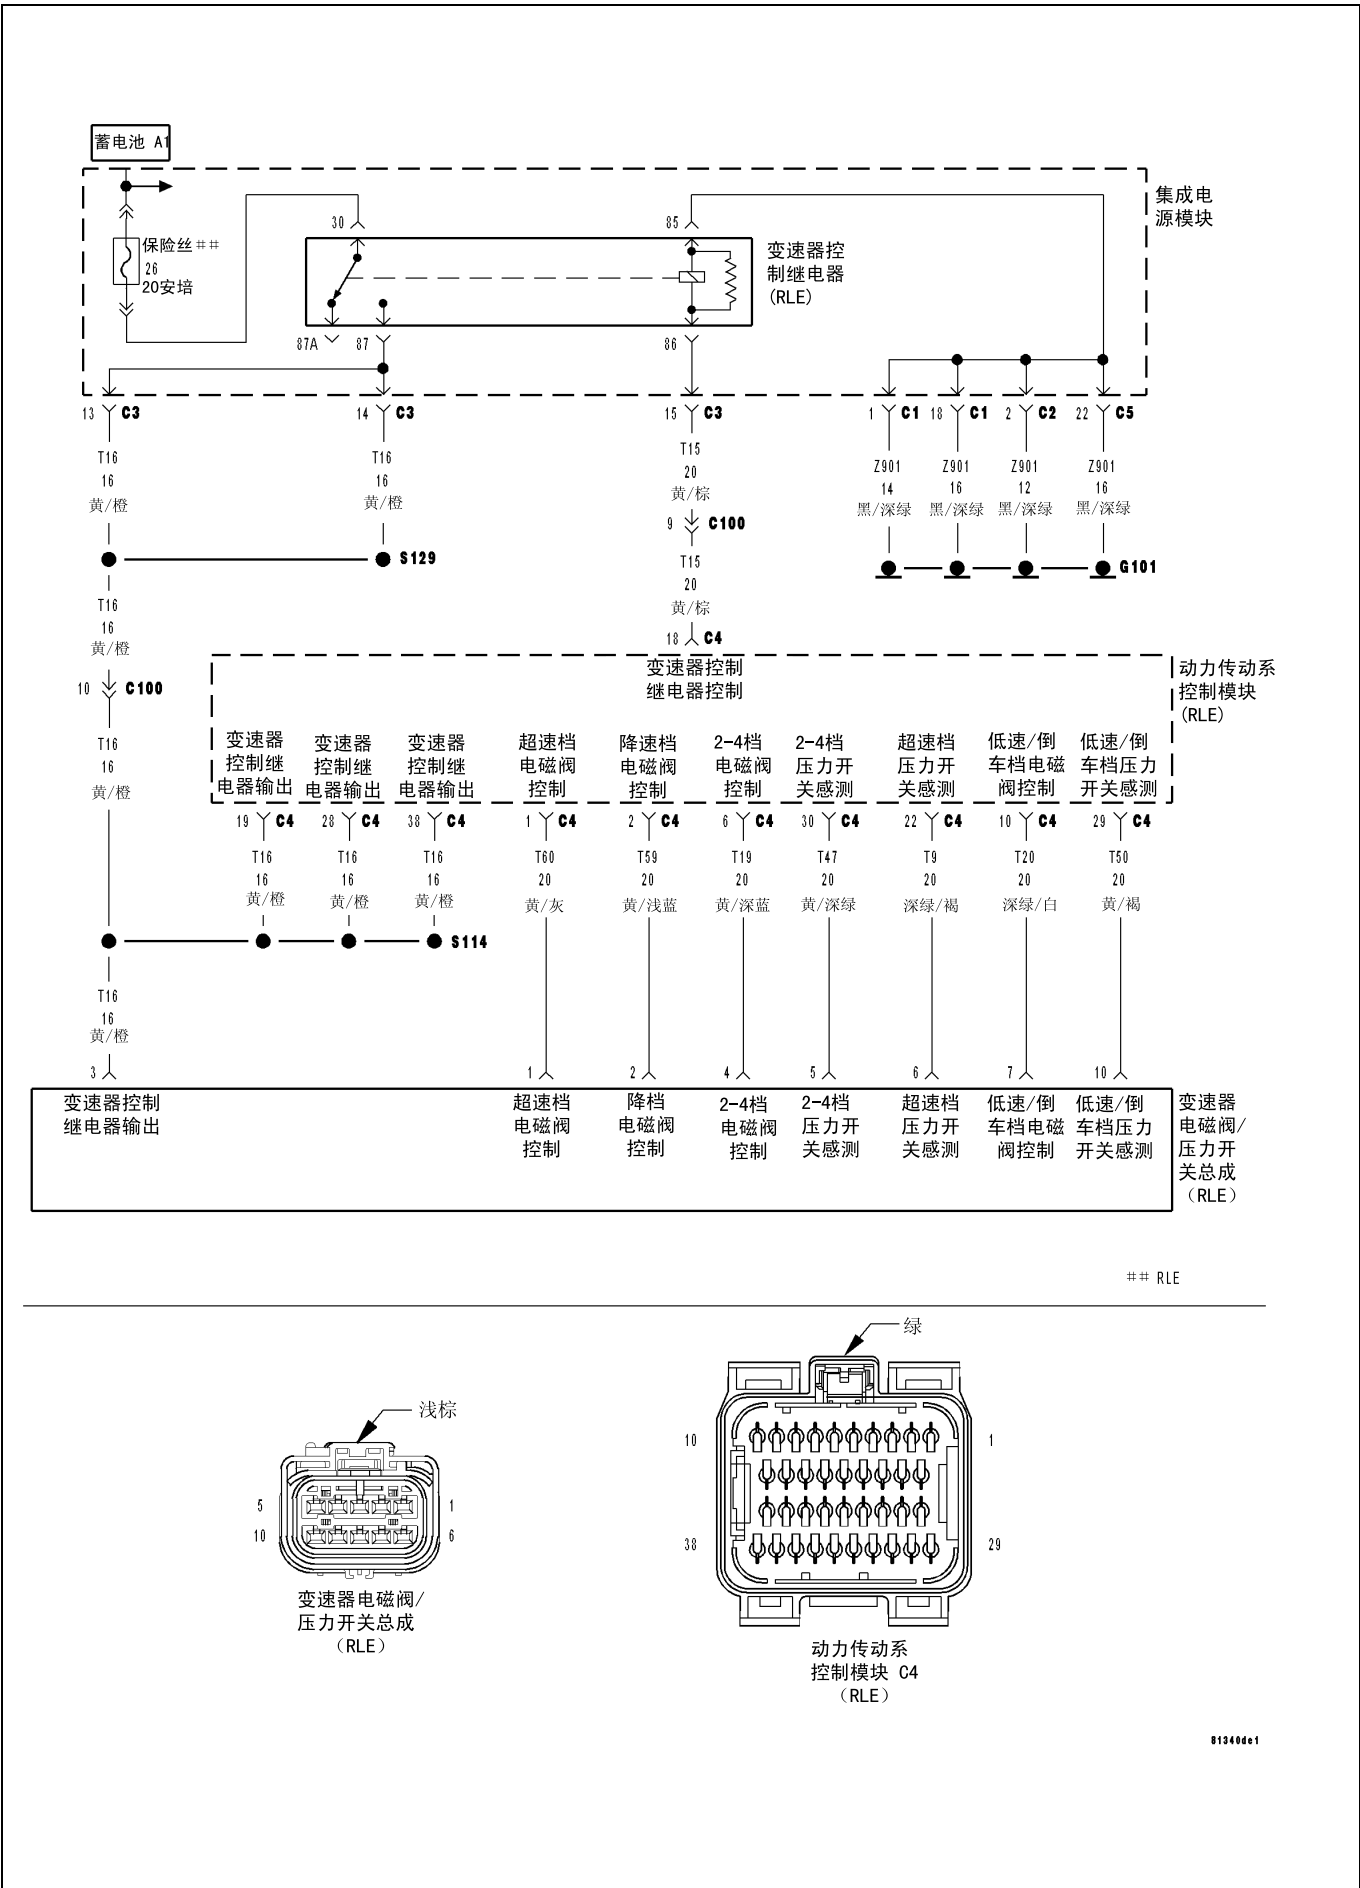 蓄电池 A1
集成电
源模块
30
85
保险丝##
26
20安培
变速器控
制继电器
(RLE)
87A
87
86
13 C3
14 C3
15 C3
1 C1
18 C1
2 C2
22 C5
T16
16
黄/橙
T16
16
黄/橙
T15
20
黄/棕
Z901
14
黑/深绿
Z901
16
黑/深绿
Z901
12
黑/深绿
Z901
16
黑/深绿
9 C100
S129
G101
T15
20
黄/棕
T16
16
黄/橙
18 C4
变速器控制
继电器控制
动力传动系
控制模块
(RLE)
10 C100
变速器
控制继
电器输出
变速器
控制继
电器输出
变速器
控制继
电器输出
超速档
电磁阀
控制
降速档
电磁阀
控制
2-4档
电磁阀
控制
2-4档
压力开
关感测
超速档
压力开
关感测
低速/倒
车档电磁
阀控制
低速/倒
车档压力
开关感测
T16
16
黄/橙
19 C4
28 C4
38 C4
1 C4
2 C4
6 C4
30 C4
22 C4
10 C4
29 C4
T16
16
黄/橙
T16
16
黄/橙
T16
16
黄/橙
T60
20
黄/灰
T59
20
黄/浅蓝
T19
20
黄/深蓝
T47
20
黄/深绿
T9
20
深绿/褐
T20
20
深绿/白
T50
20
黄/褐
S114
T16
16
黄/橙
3
1
2
4
5
6
7
10
变速器控制
继电器输出
超速档
电磁阀
控制
降档
电磁阀
控制
2-4档
电磁阀
控制
2-4档
压力开
关感测
超速档
压力开
关感测
低速/倒
车档电磁
阀控制
低速/倒
车档压力
开关感测
变速器
电磁阀/
压力开
关总成
（RLE）
## RLE
绿
浅棕
10
1
5
1
10
6
38
29
变速器电磁阀/
压力开关总成
（RLE）
动力传动系
控制模块 C4
（RLE）
81340de1